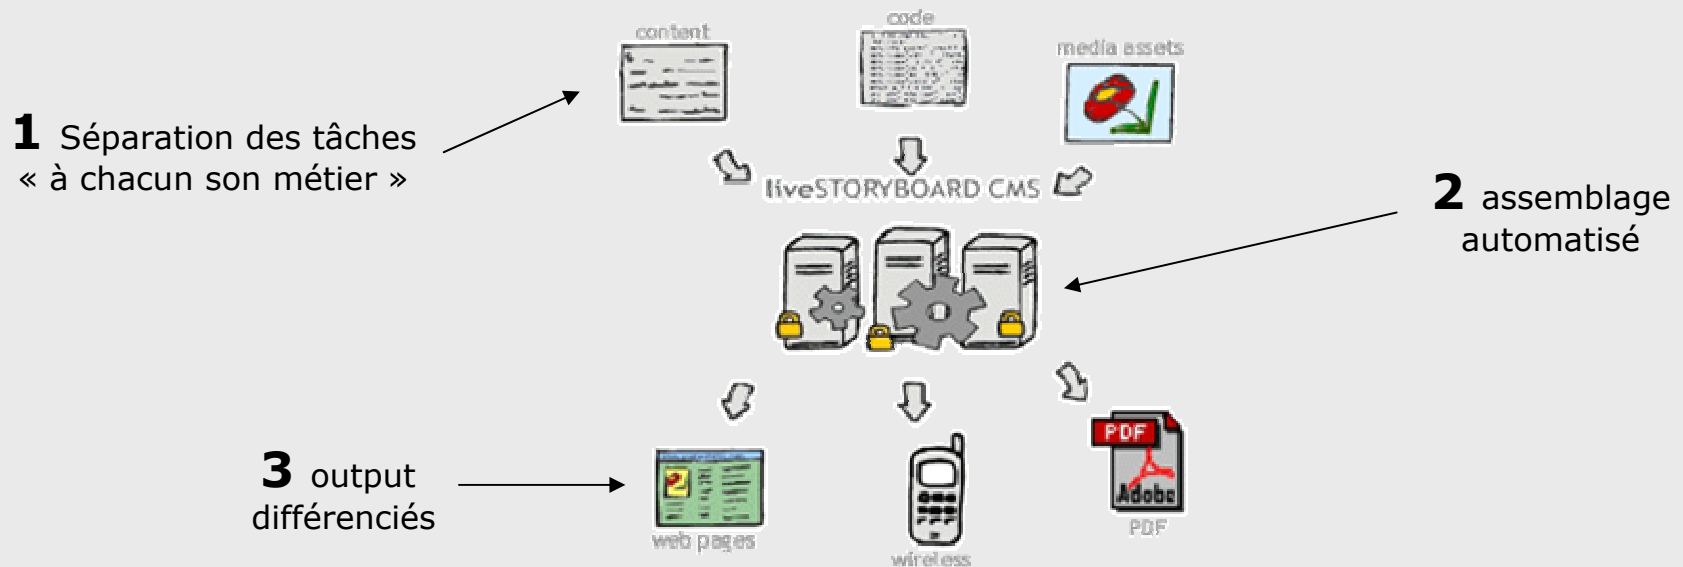 content
code
media assets
1 Séparation des tâches
« à chacun son métier »
liveSTORYBOARD CMS
2 assemblage
automatisé
3 output
différenciés
web pages
wireless
PDF
Adobe
PDF